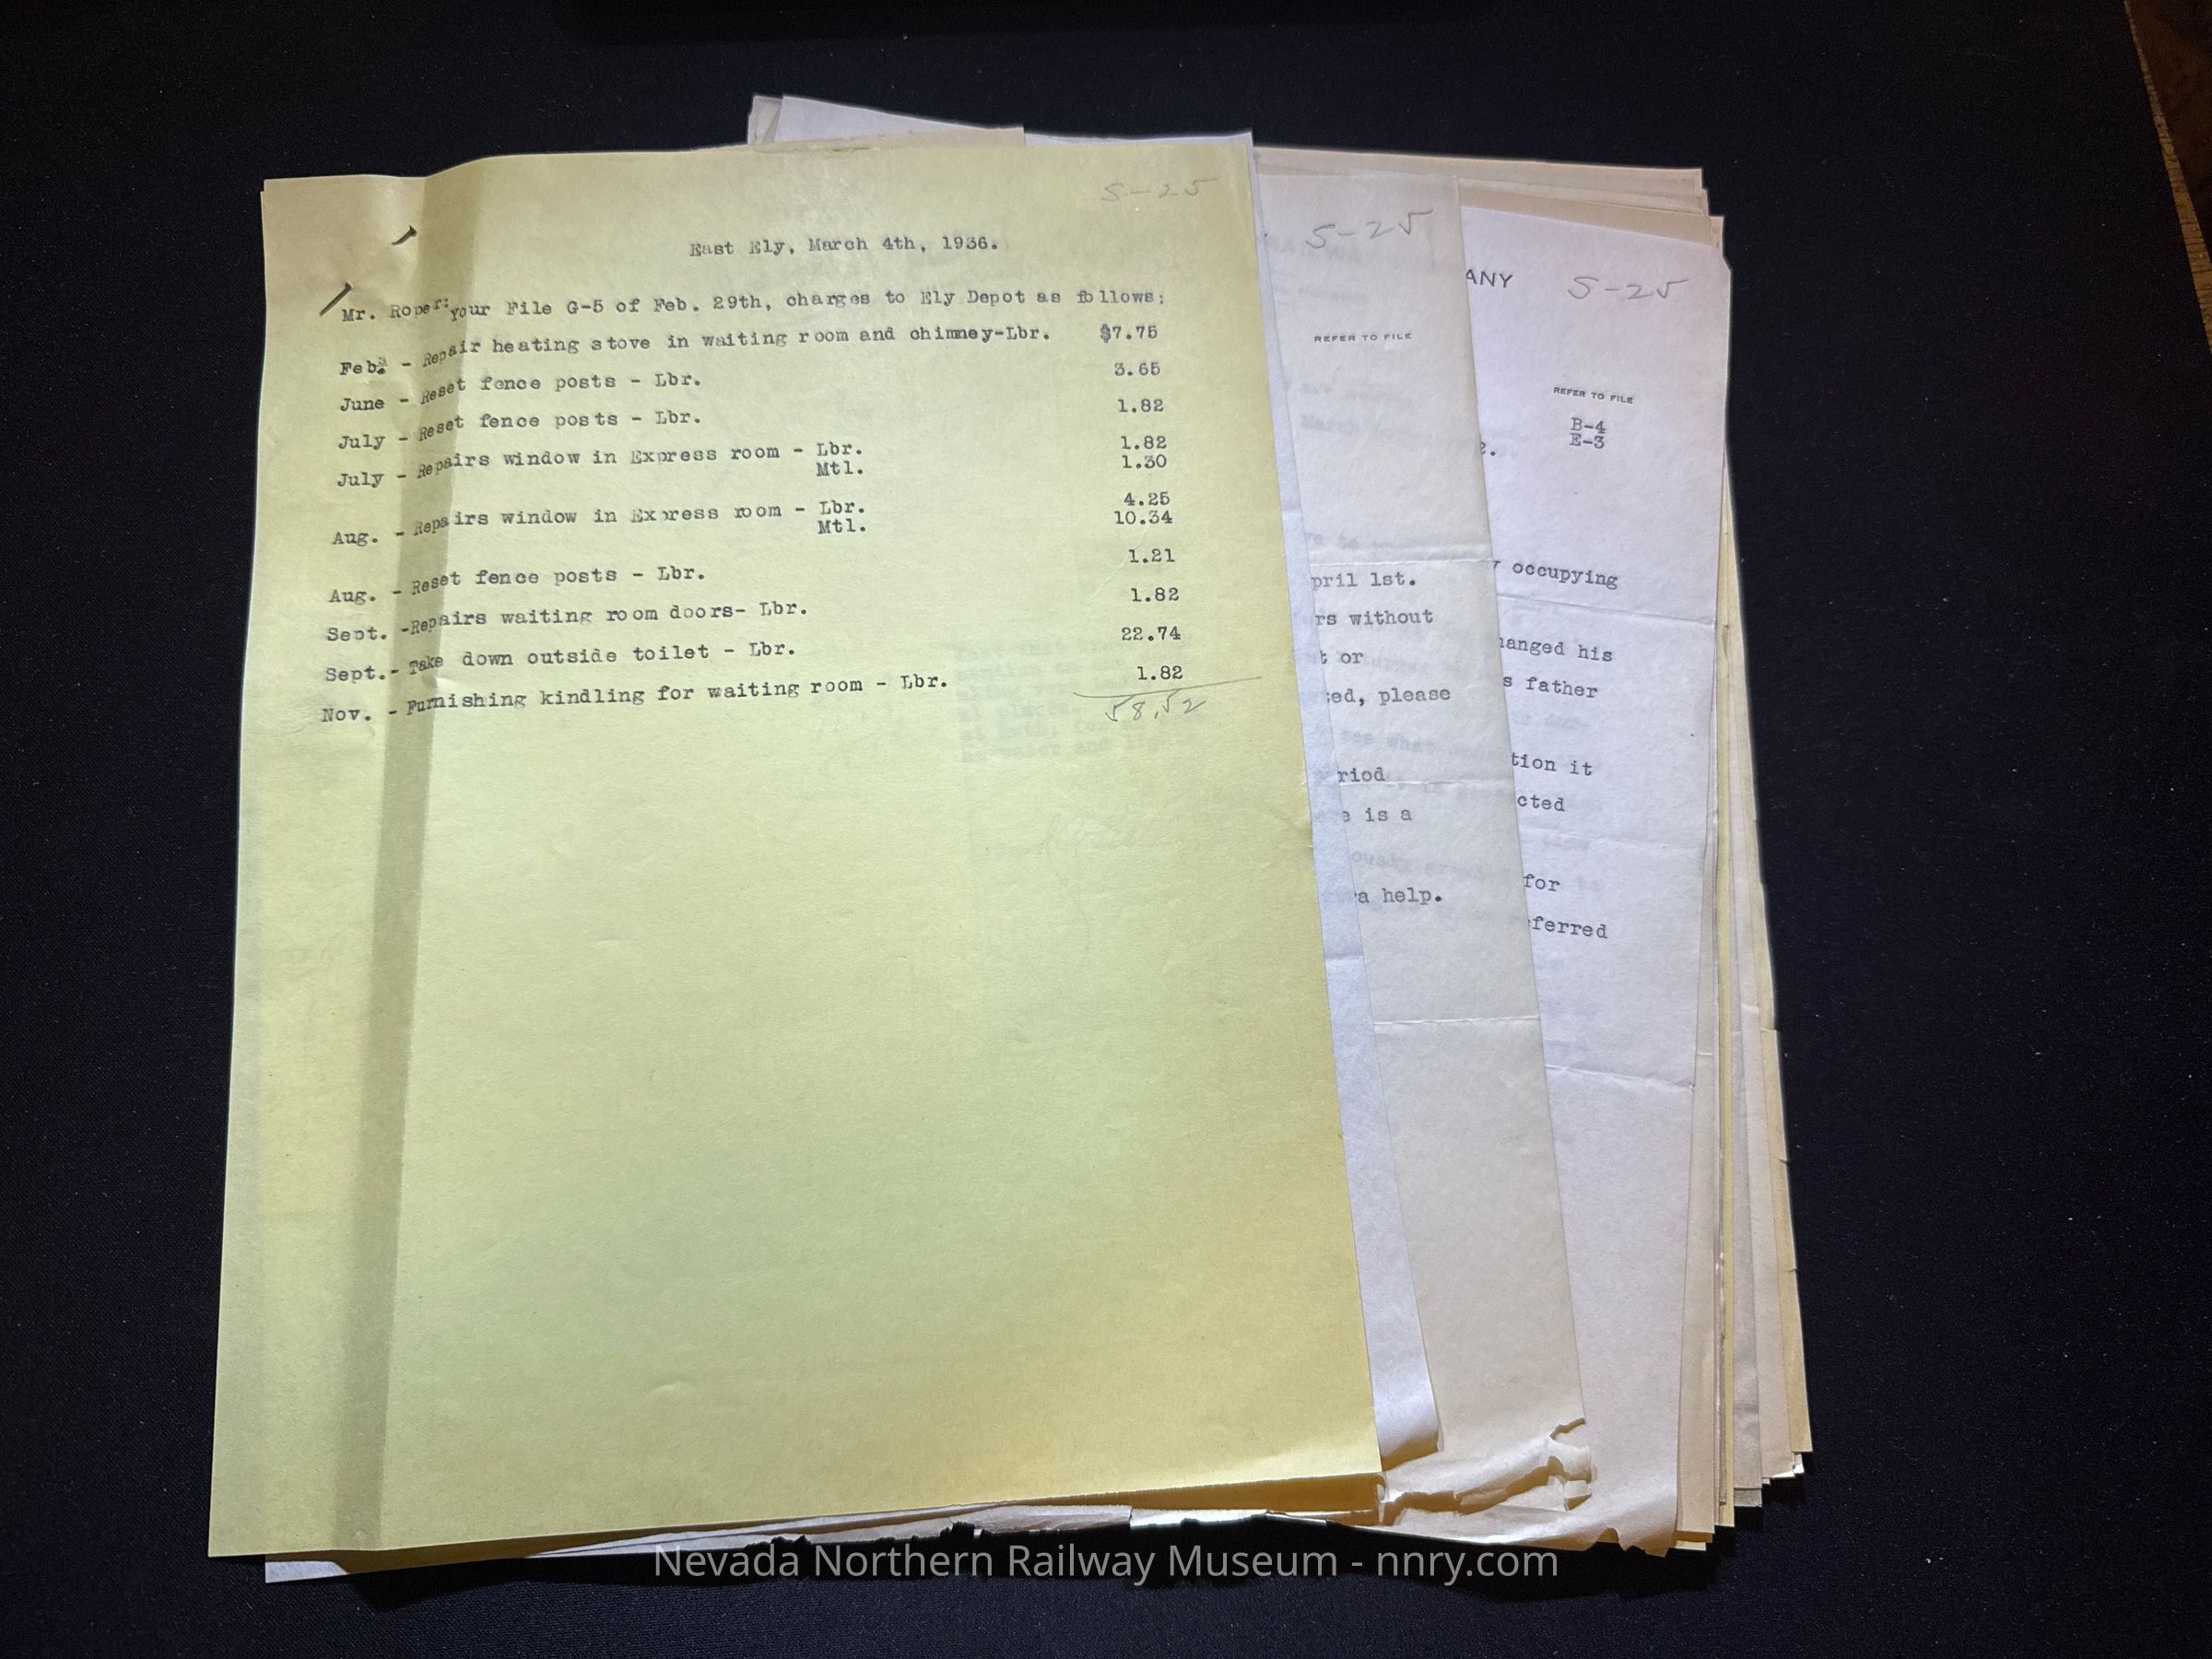 S-25
East Ely, March 4th, 1936.
Mr. Roper: Your File G-5 of Feb. 29th, charges to Ely Depot as follows;
Feb. - Repair heating stove in waiting room and chimney-Lbr. $7.75
June - Reset fence posts - Lbr. 3.65
July - Reset fence posts - Lbr. 1.82
July - Repairs window in Express room - Lbr. 1.82
Mtl. 1.30
Aug. - Repairs window in Express room - Lbr. 4.25
Mtl. 10.34
Aug. - Reset fence posts - Lbr. 1.21
Sept. -Repairs waiting room doors- Lbr. 1.82
Sept.- Take down outside toilet - Lbr. 22.74
Nov. - Furnishing kindling for waiting room - Lbr. 1.82
58.52
S-25
REFER TO FILE
pril 1st.
rs without
t or
ted, please
riod
e is a
ra help.
ANY S-25
REFER TO FILE
B-4
E-3
2.
y occupying
hanged his
s father
tion it
cted
for
eferred
Nevada Northern Railway Museum - nnry.com